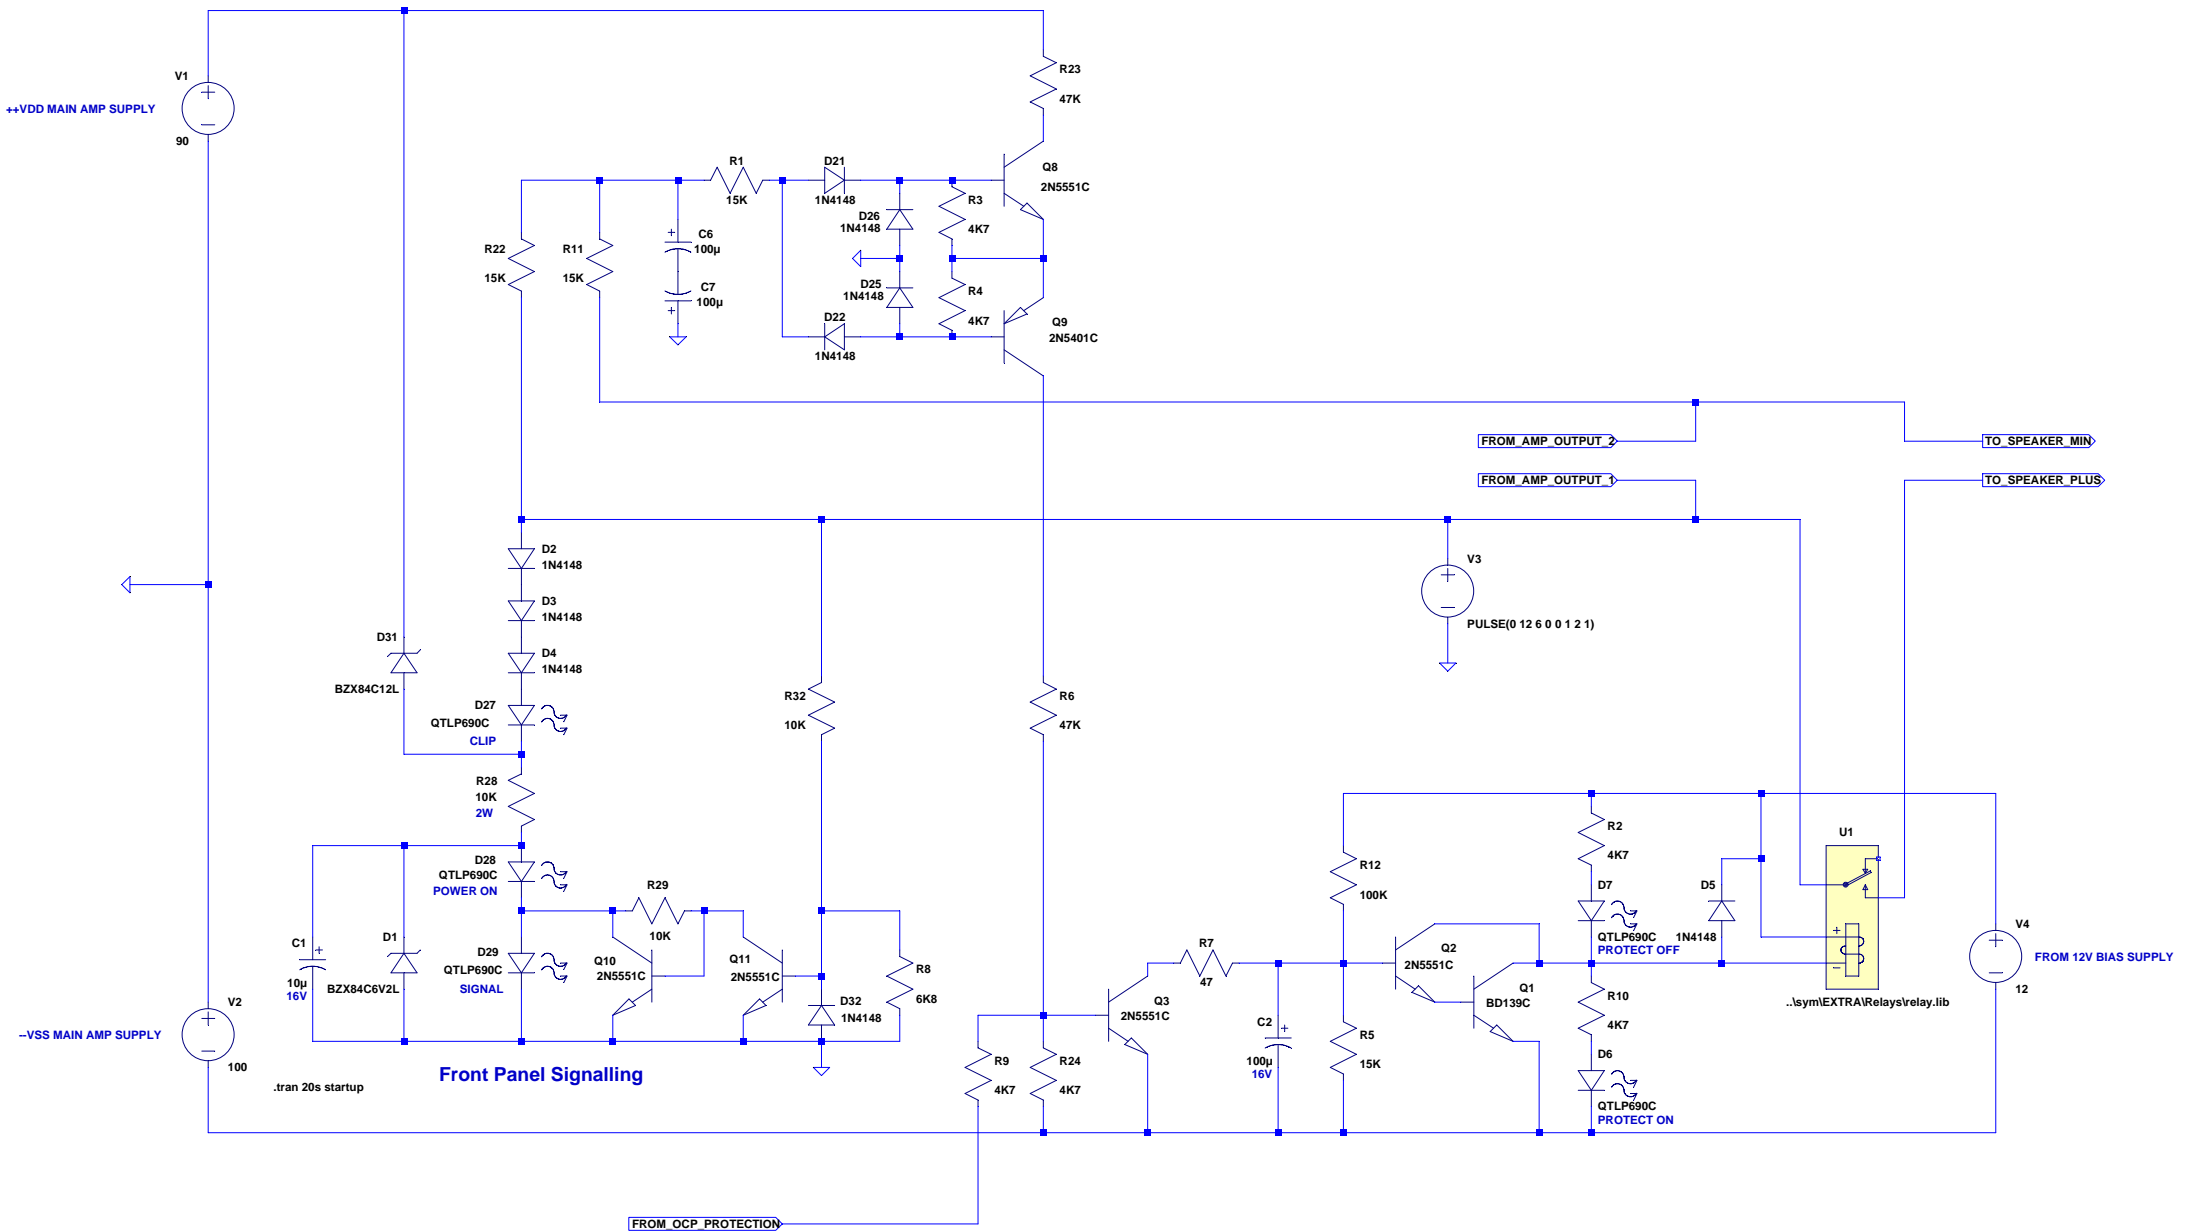 V1
++VDD MAIN AMP SUPPLY
90
R23
47K
R1
15K
D21
1N4148
Q8
2N5551C
D26
1N4148
R3
4K7
R22
15K
R11
15K
C6
100µ
C7
100µ
D25
1N4148
R4
4K7
D22
1N4148
Q9
2N5401C
FROM_AMP_OUTPUT_2
TO_SPEAKER_MIN
FROM_AMP_OUTPUT_1
TO_SPEAKER_PLUS
D2
1N4148
D3
1N4148
D4
1N4148
V3
PULSE(0 12 6 0 0 1 2 1)
D31
BZX84C12L
D27
QTLP690C
CLIP
R32
10K
R6
47K
R28
10K
2W
D28
QTLP690C
POWER ON
R29
10K
R12
100K
R2
4K7
U1
D7
QTLP690C
PROTECT OFF
D5
1N4148
V4
FROM 12V BIAS SUPPLY
12
C1
10µ
16V
D1
BZX84C6V2L
D29
QTLP690C
SIGNAL
Q10
2N5551C
Q11
2N5551C
R8
6K8
D32
1N4148
R7
47
Q2
2N5551C
Q1
BD139C
Q3
2N5551C
R10
4K7
..\sym\EXTRA\Relays\relay.lib
V2
--VSS MAIN AMP SUPPLY
100
.tran 20s startup
Front Panel Signalling
R9
4K7
R24
4K7
C2
100µ
16V
R5
15K
D6
QTLP690C
PROTECT ON
FROM_OCP_PROTECTION